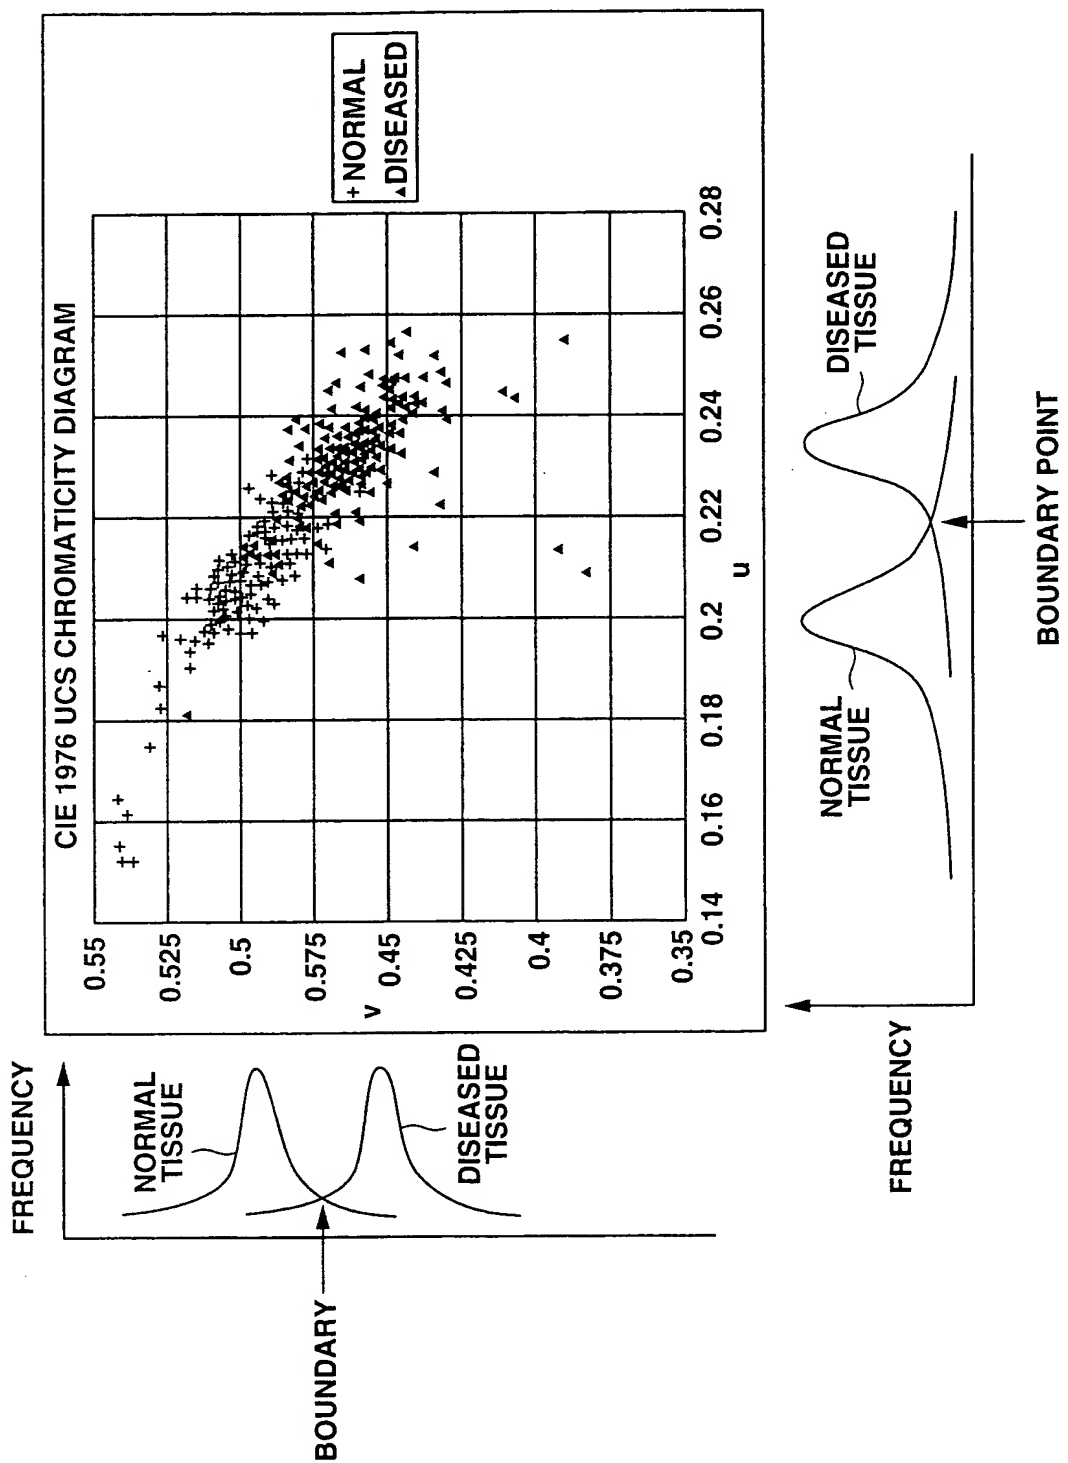 CIE 1976 UCS CHROMATICITY DIAGRAM
+ NORMAL
▲ DISEASED
0.55
0.525
0.5
0.575
0.45
0.425
0.4
0.375
0.35
v
0.14
0.16
0.18
0.2
0.22
0.24
0.26
0.28
u
FREQUENCY
NORMAL
TISSUE
DISEASED
TISSUE
BOUNDARY
FREQUENCY
NORMAL
TISSUE
DISEASED
TISSUE
BOUNDARY POINT